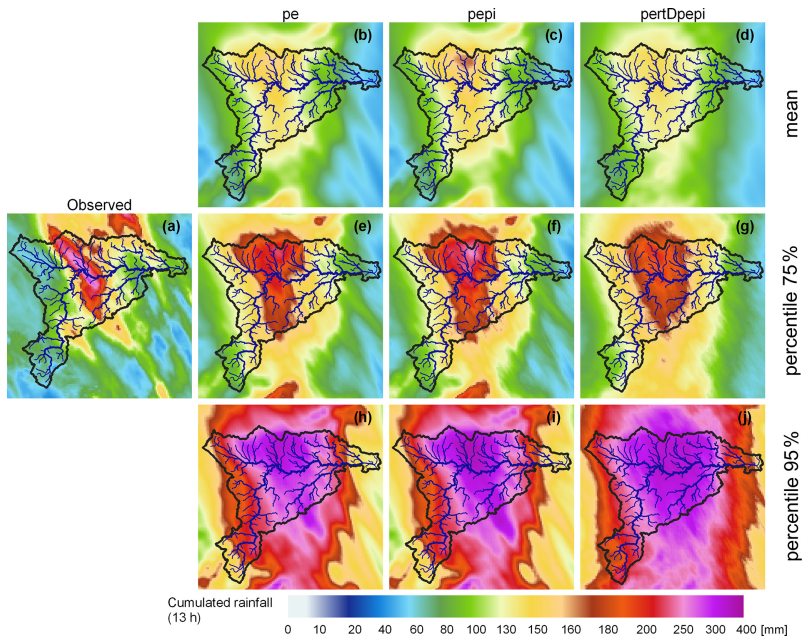 pe pepi pertDpepi
(b) (c) (d)
mean
Observed
(a) (e) (f) (g)
percentile 75%
(h) (i) (j)
percentile 95%
Cumulated rainfall
(13 h)
0 10 20 40 60 80 100 130 150 160 180 200 250 300 400 [mm]